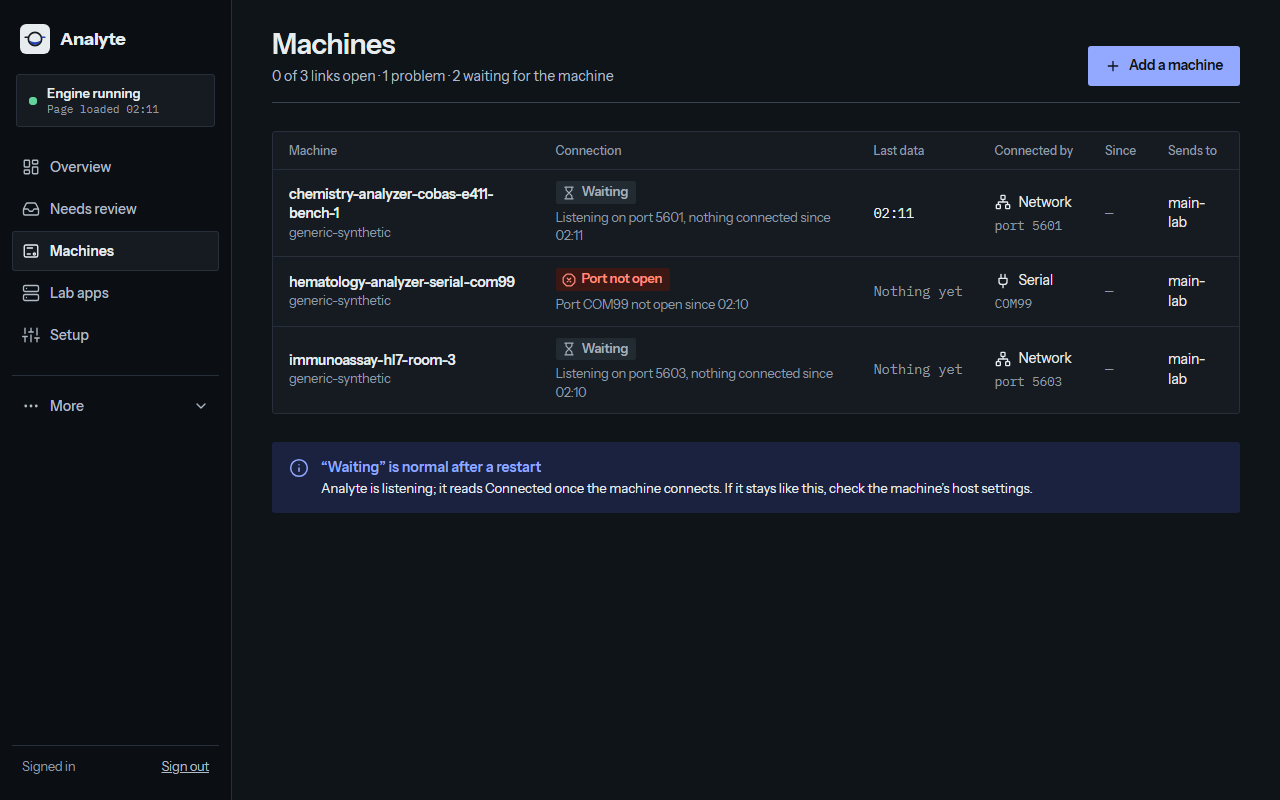 Analyte
Engine running
Page loaded 02:11
Overview
Needs review
Machines
Lab apps
Setup
More
Signed in
Sign out
Machines
0 of 3 links open · 1 problem · 2 waiting for the machine
Add a machine
Machine Connection Last data Connected by Since Sends to
chemistry-analyzer-cobas-e411-
bench-1
generic-synthetic
Waiting
Listening on port 5601, nothing connected since
02:11
02:11
Network
port 5601
—
main-
lab
hematology-analyzer-serial-com99
generic-synthetic
Port not open
Port COM99 not open since 02:10
Nothing yet
Serial
COM99
—
main-
lab
immunoassay-hl7-room-3
generic-synthetic
Waiting
Listening on port 5603, nothing connected since
02:10
Nothing yet
Network
port 5603
—
main-
lab
“Waiting” is normal after a restart
Analyte is listening; it reads Connected once the machine connects. If it stays like this, check the machine’s host settings.